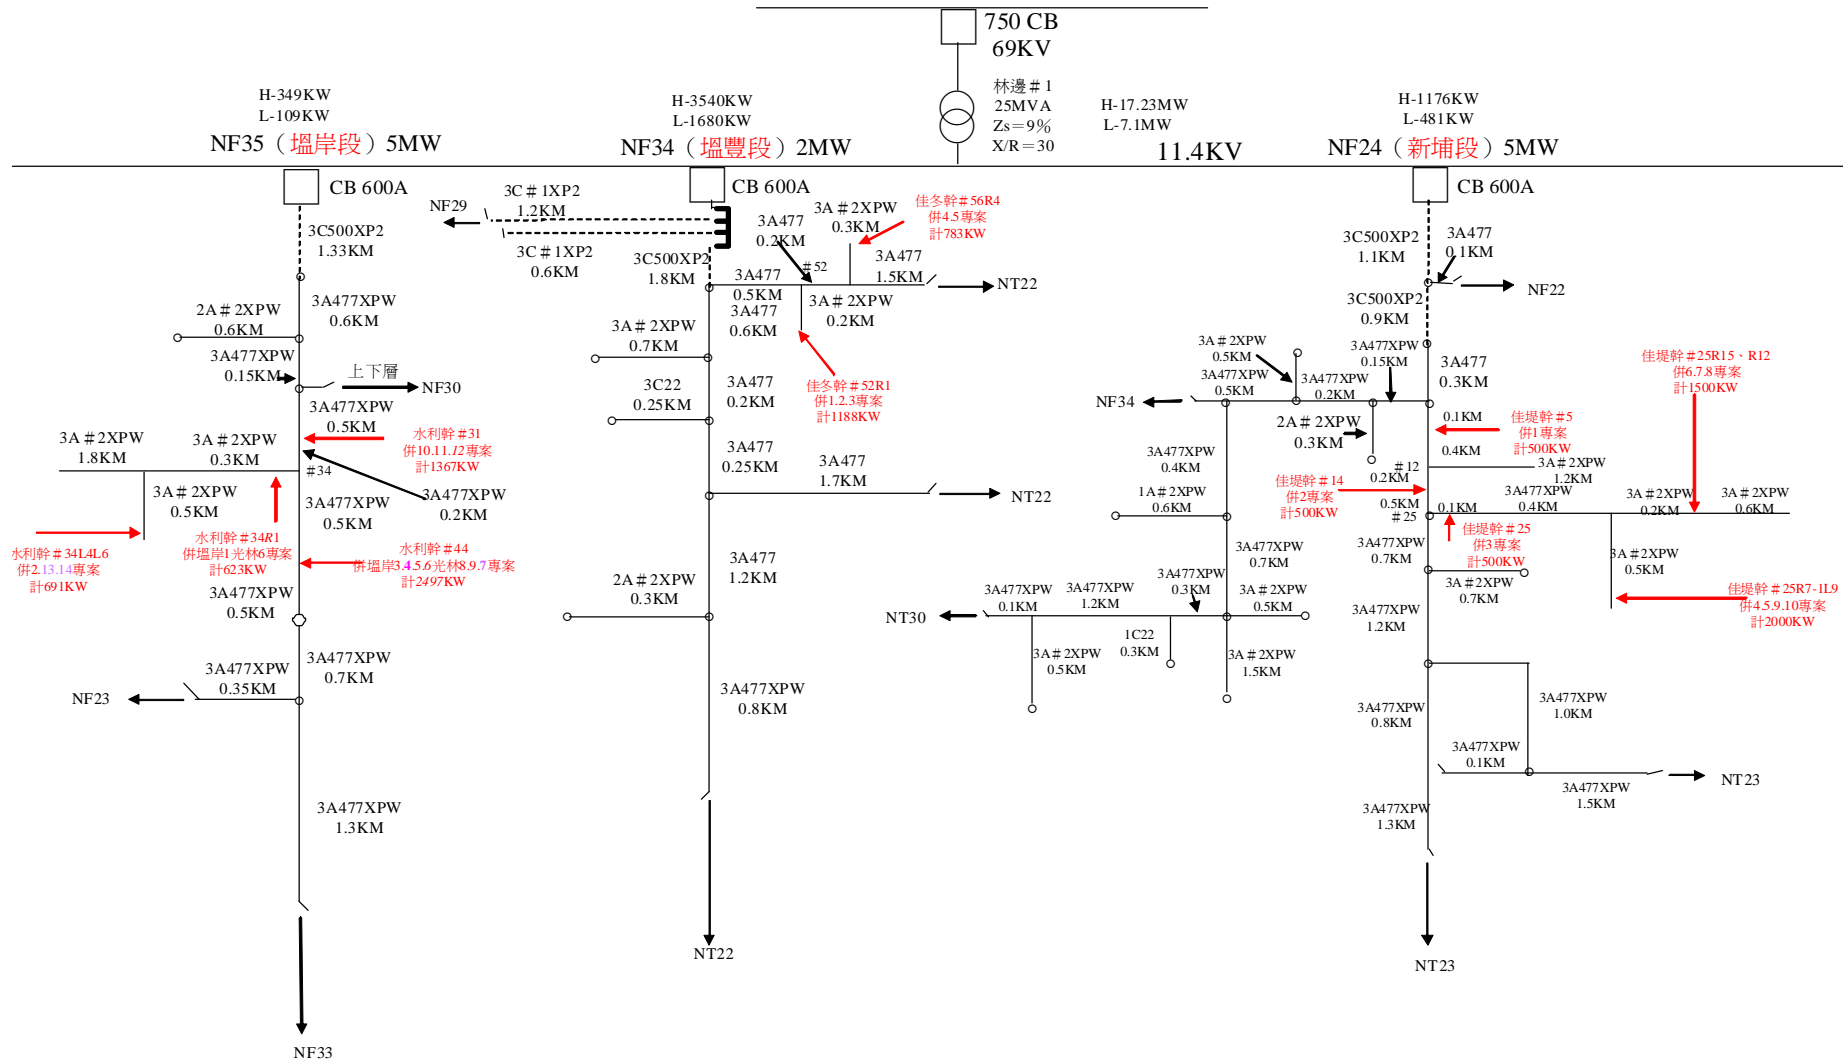 750 CB
69KV
林邊＃1
25MVA
Zs＝9%
X/R＝30
H-17.23MW
L-7.1MW
11.4KV
H-349KW
L-109KW
NF35（塭岸段）5MW
CB 600A
3C500XP2
1.33KM
3A477XPW
0.6KM
2A＃2XPW
0.6KM
3A477XPW
0.15KM
上下層
NF30
3A477XPW
0.5KM
水利幹＃31
併10.11.12專案
計1367KW
3A＃2XPW
1.8KM
3A＃2XPW
0.3KM
＃34
3A＃2XPW
0.5KM
3A477XPW
0.2KM
3A477XPW
0.5KM
水利幹＃34L4L6
併2.13.14專案
計691KW
水利幹＃34R1
併塭岸1光林6專案
計623KW
水利幹＃44
併塭岸3.4.5.6光林8.9.7專案
計2497KW
3A477XPW
0.5KM
3A477XPW
0.7KM
3A477XPW
0.35KM
NF23
3A477XPW
1.3KM
NF33
H-3540KW
L-1680KW
NF34（塭豐段）2MW
CB 600A
NF29
3C＃1XP2
1.2KM
3C＃1XP2
0.6KM
3C500XP2
1.8KM
3A477
0.2KM
3A＃2XPW
0.3KM
佳冬幹＃56R4
併4.5專案
計783KW
＃52
3A477
1.5KM
NT22
3A477
0.5KM
3A＃2XPW
0.2KM
3A477
0.6KM
3A＃2XPW
0.7KM
佳冬幹＃52R1
併1.2.3專案
計1188KW
3C22
0.25KM
3A477
0.2KM
3A477
0.25KM
3A477
1.7KM
NT22
3A477
1.2KM
2A＃2XPW
0.3KM
3A477XPW
0.8KM
NT22
H-1176KW
L-481KW
NF24（新埔段）5MW
CB 600A
3C500XP2
1.1KM
3A477
0.1KM
NF22
3C500XP2
0.9KM
3A＃2XPW
0.5KM
3A477XPW
0.15KM
3A477
0.3KM
3A477XPW
0.5KM
3A477XPW
0.2KM
NF34
2A＃2XPW
0.3KM
0.1KM
佳堤幹＃5
併1專案
計500KW
0.4KM
佳堤幹＃25R15、R12
併6.7.8專案
計1500KW
＃12
0.2KM
3A＃2XPW
1.2KM
佳堤幹＃14
併2專案
計500KW
0.5KM
＃25
0.1KM
3A477XPW
0.4KM
3A＃2XPW
0.2KM
3A＃2XPW
0.6KM
佳堤幹＃25
併3專案
計500KW
3A477XPW
0.4KM
1A＃2XPW
0.6KM
3A477XPW
0.7KM
3A477XPW
0.7KM
3A＃2XPW
0.7KM
3A＃2XPW
0.5KM
佳堤幹＃25R7-1L9
併4.5.9.10專案
計2000KW
NT30
3A477XPW
0.1KM
3A477XPW
1.2KM
3A477XPW
0.3KM
3A＃2XPW
0.5KM
3A＃2XPW
0.5KM
1C22
0.3KM
3A＃2XPW
1.5KM
3A477XPW
1.2KM
3A477XPW
0.8KM
3A477XPW
1.0KM
3A477XPW
0.1KM
3A477XPW
1.5KM
NT23
3A477XPW
1.3KM
NT23